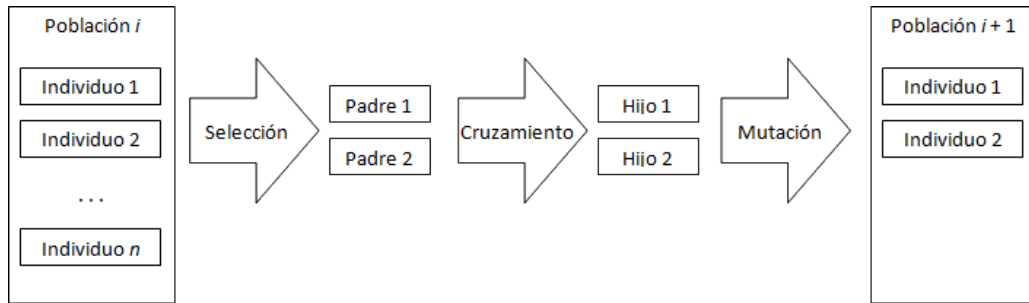 Población i
Individuo 1
Individuo 2
...
Individuo n
Selección
Padre 1
Padre 2
Cruzamiento
Hijo 1
Hijo 2
Mutación
Población i + 1
Individuo 1
Individuo 2